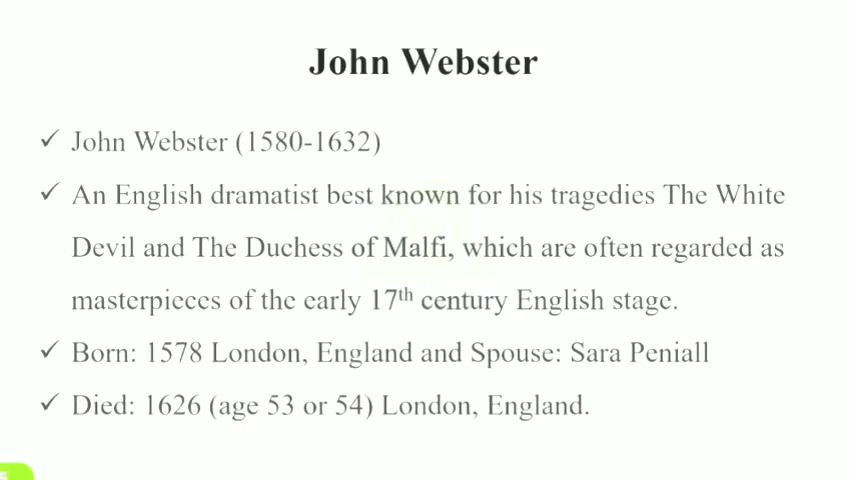 John Webster
✓ John Webster (1580-1632)
✓ An English dramatist best known for his tragedies The White
Devil and The Duchess of Malfi, which are often regarded as
masterpieces of the early 17th century English stage.
✓ Born: 1578 London, England and Spouse: Sara Peniall
✓ Died: 1626 (age 53 or 54) London, England.